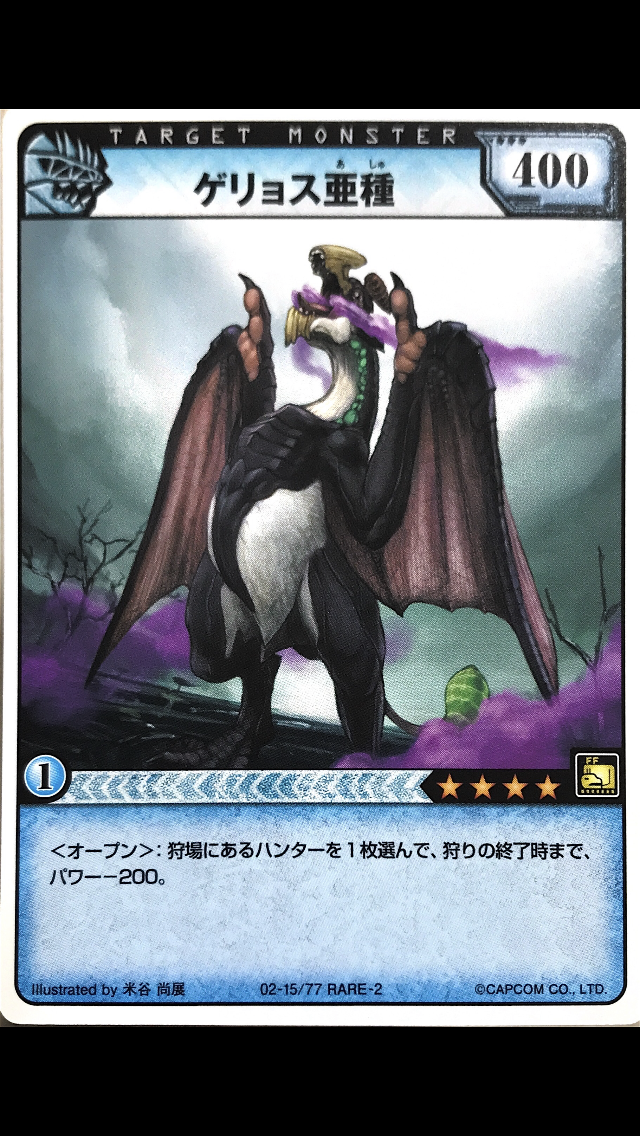 TARGET MONSTER
400
あ しゅ
ゲリョス亜種
1
FF
<オープン>:狩場にあるハンターを1枚選んで、狩りの終了時まで、
パワー−200。
Illustrated by 米谷 尚展 02-15/77 RARE-2 ©CAPCOM CO., LTD.